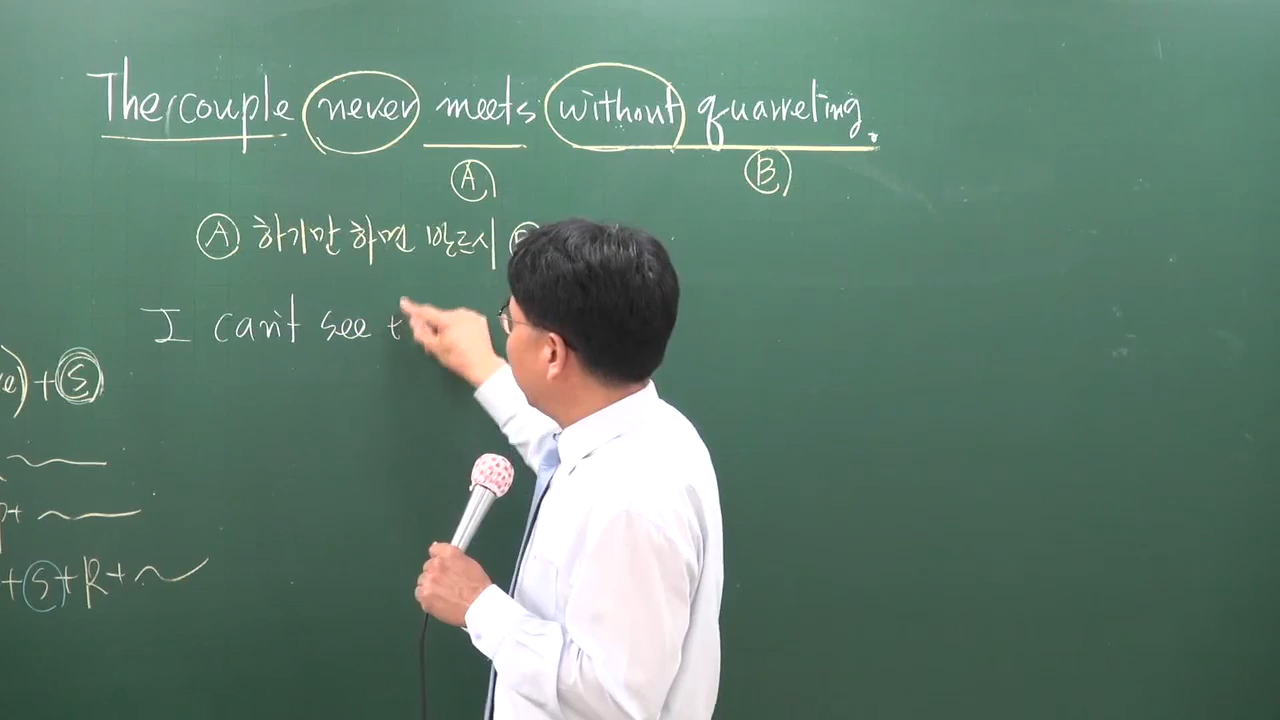 The couple never meets without quarreling.
Ⓐ Ⓑ
Ⓐ 하기만 하면 반드시
I can't see t
e) + Ⓢ
+ Ⓢ + R +